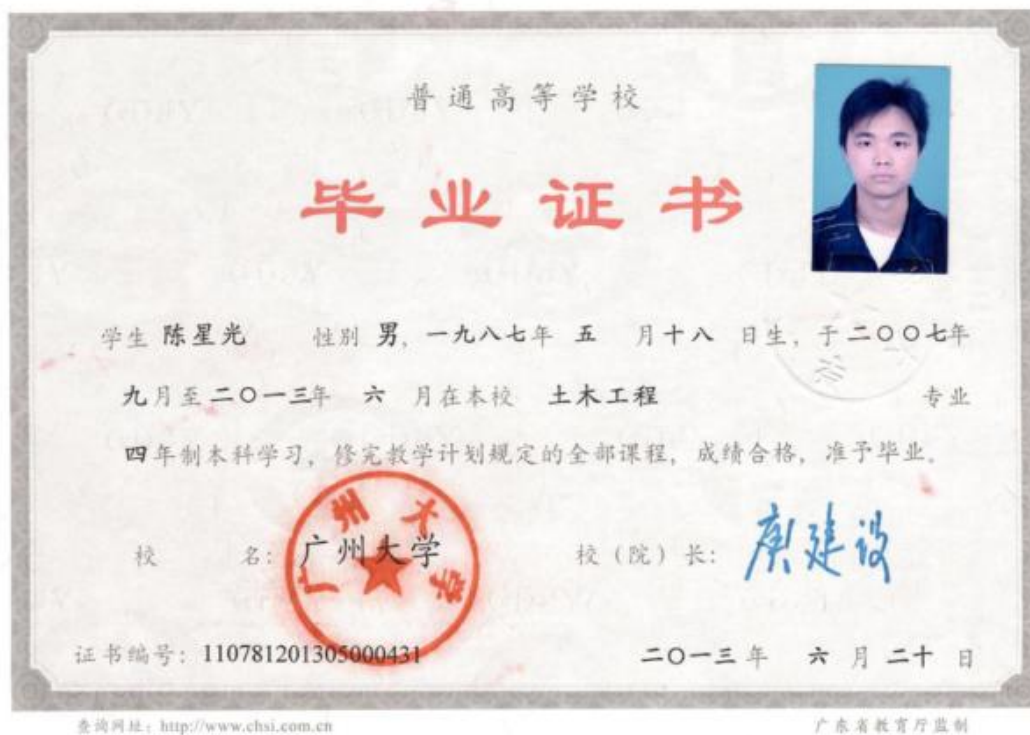 普通高等学校
毕业证书
学生 陈星光 性别 男，一九八七年 五 月十八 日生，于二〇〇七年
九月至二〇一三年 六 月在本校 土木工程 专业
四年制本科学习，修完教学计划规定的全部课程，成绩合格，准予毕业。
广州大学
校 名：广州大学 校（院）长：庾建设
证书编号：110781201305000431 二〇一三年 六 月二十 日
查询网址：http://www.chsi.com.cn 广东省教育厅监制